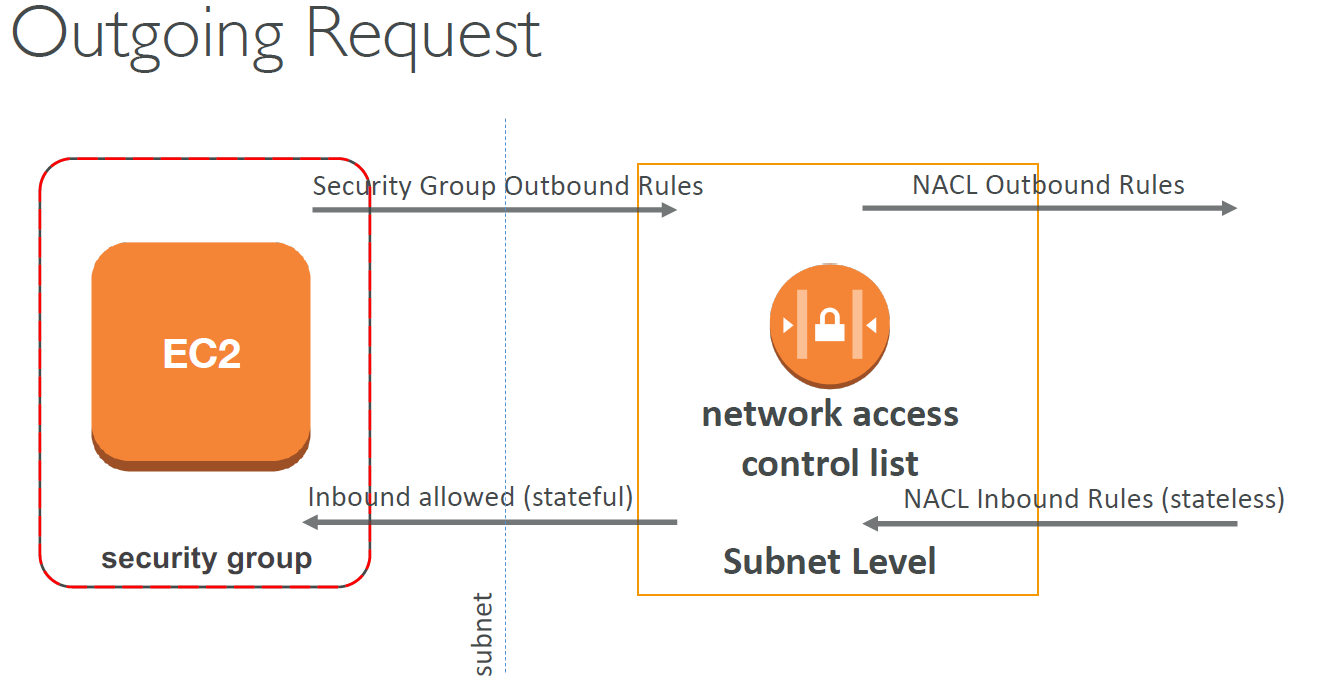 Outgoing Request
Security Group Outbound Rules
NACL Outbound Rules
EC2
network access
control list
Inbound allowed (stateful)
NACL Inbound Rules (stateless)
security group
Subnet Level
subnet